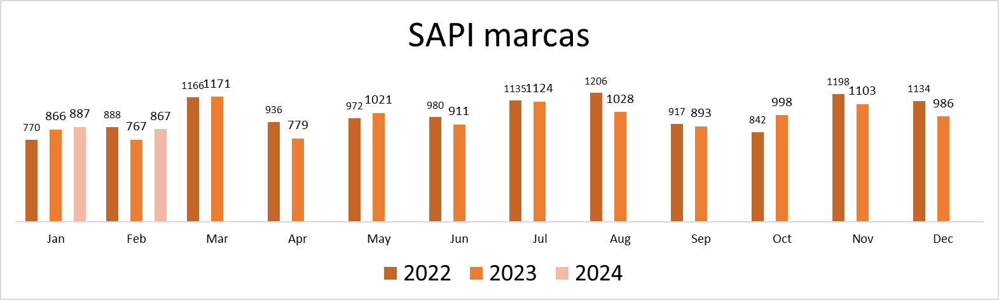 SAPI marcas
770 866 887 888 767 867 1166 1171 936 779 972 1021 980 911 1135 1124 1206 1028 917 893 842 998 1198 1103 1134 986
Jan Feb Mar Apr May Jun Jul Aug Sep Oct Nov Dec
2022 2023 2024